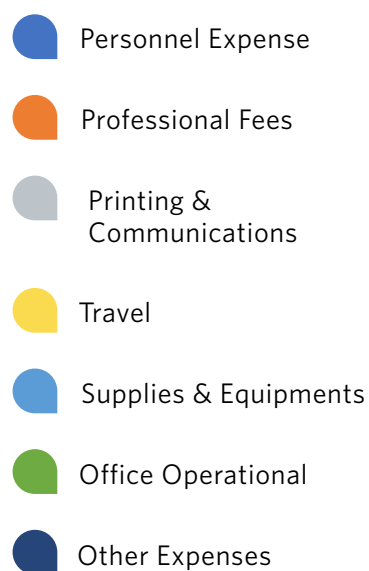 Personnel Expense
Professional Fees
Printing &
Communications
Travel
Supplies & Equipments
Office Operational
Other Expenses